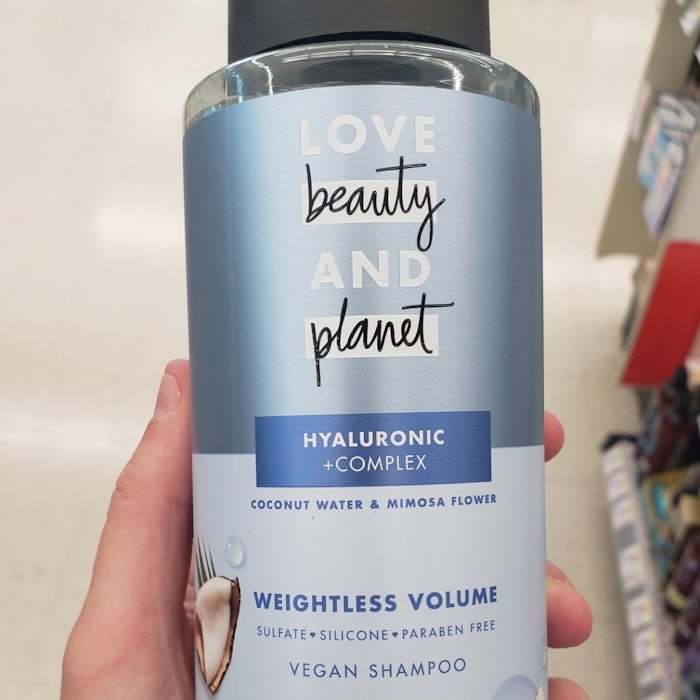 LOVE
beauty
AND
planet
HYALURONIC
+COMPLEX
COCONUT WATER & MIMOSA FLOWER
WEIGHTLESS VOLUME
SULFATE♥SILICONE♥PARABEN FREE
VEGAN SHAMPOO